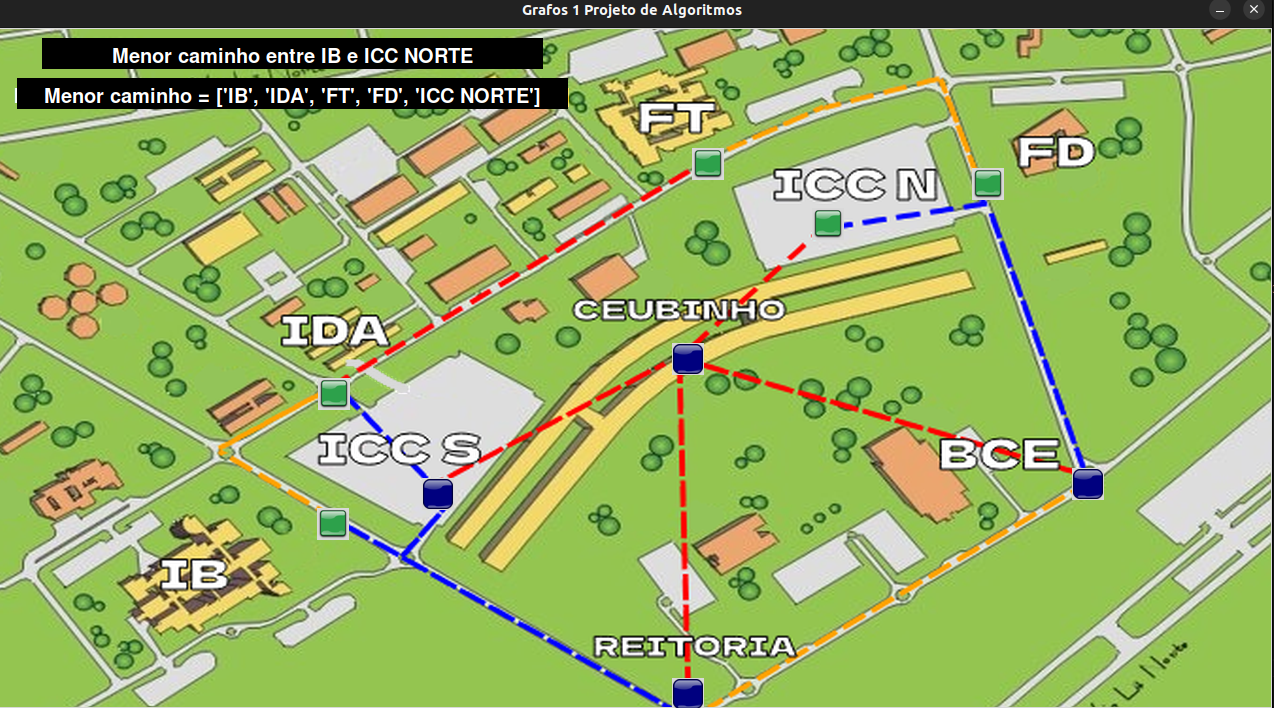 Grafos 1 Projeto de Algoritmos
Menor caminho entre IB e ICC NORTE
Menor caminho = ['IB', 'IDA', 'FT', 'FD', 'ICC NORTE']
FT
FD
ICC N
CEUBINHO
IDA
ICC S
BCE
IB
REITORIA
Norte